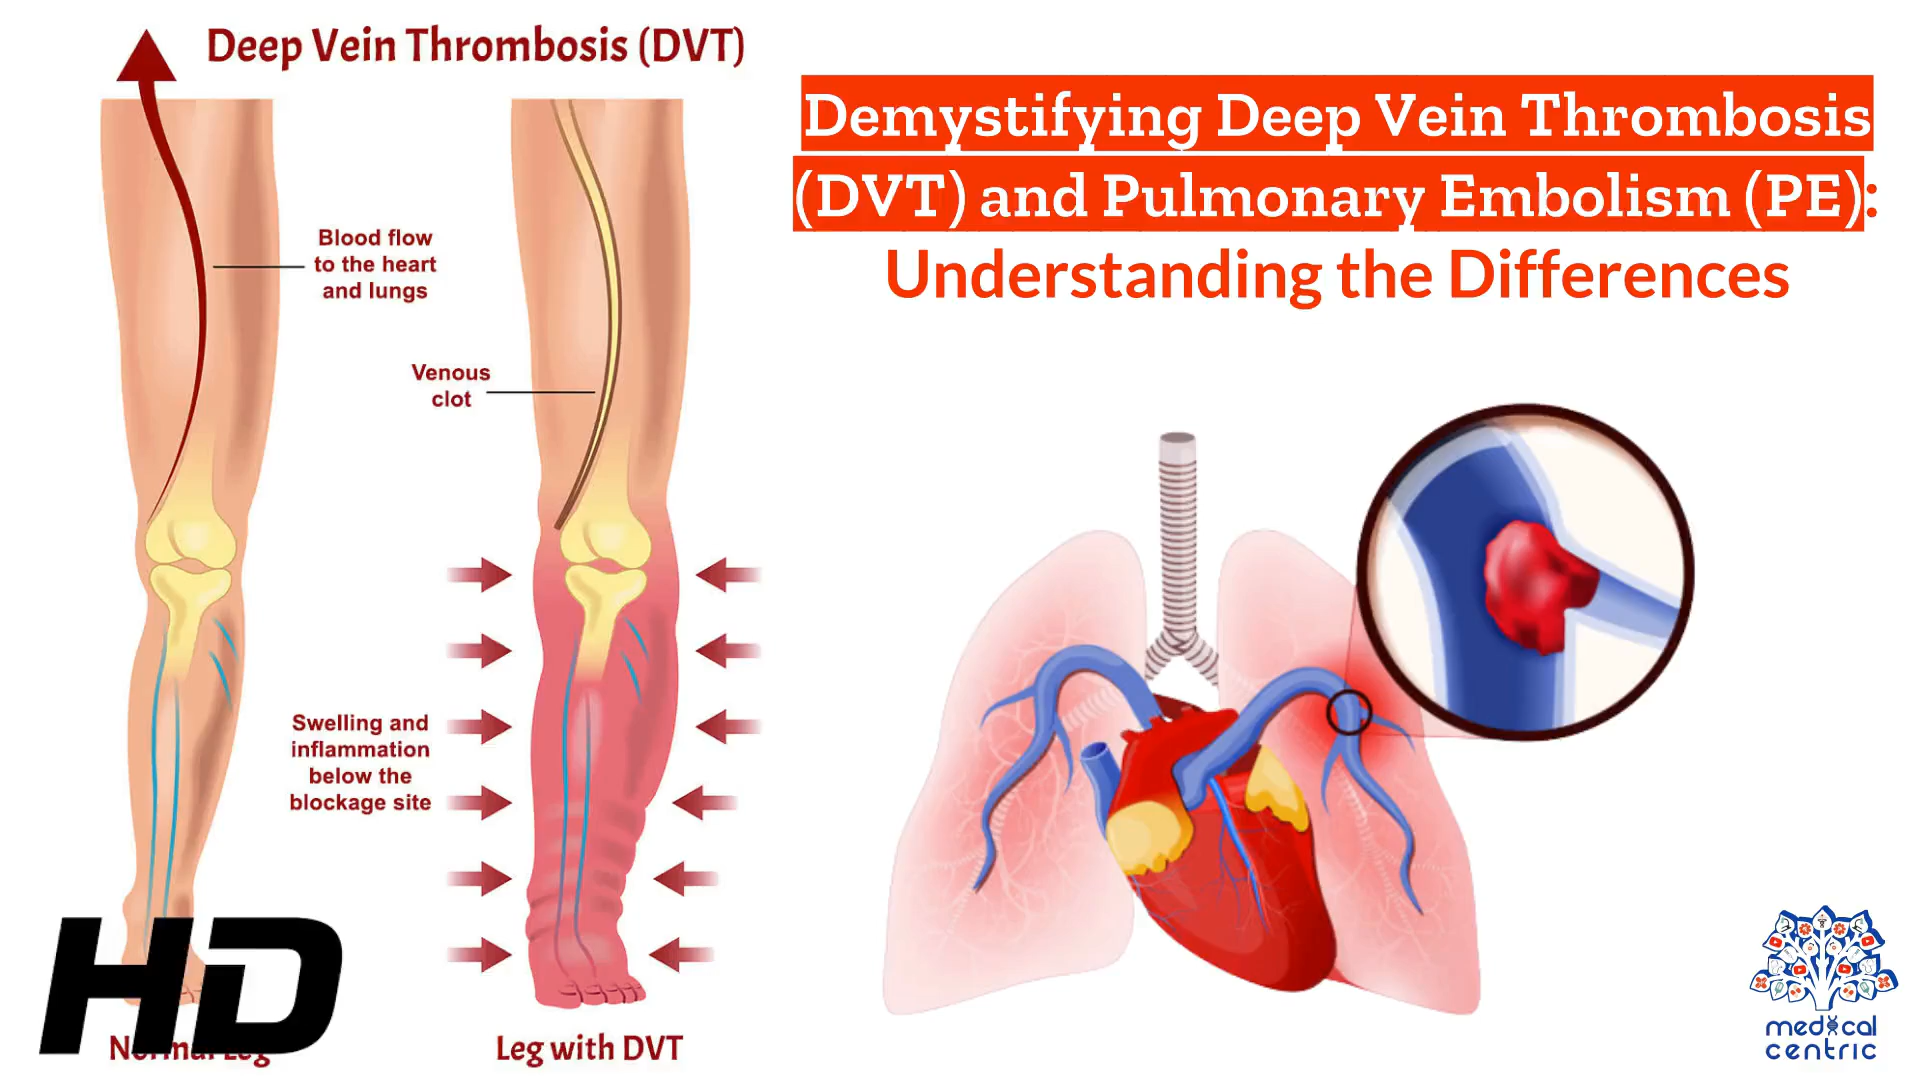 Deep Vein Thrombosis (DVT)
Demystifying Deep Vein Thrombosis
(DVT) and Pulmonary Embolism (PE):
Understanding the Differences
Blood flow
to the heart
and lungs
Venous
clot
Swelling and
inflammation
below the
blockage site
HD
Normal Leg
Leg with DVT
medical
centric